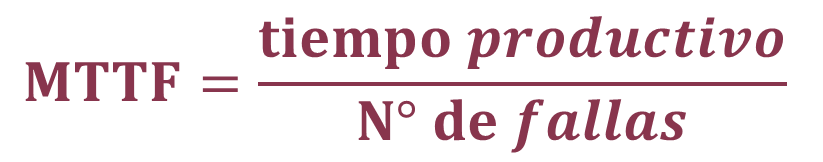 MTTF = tiempo productivo
N° de fallas